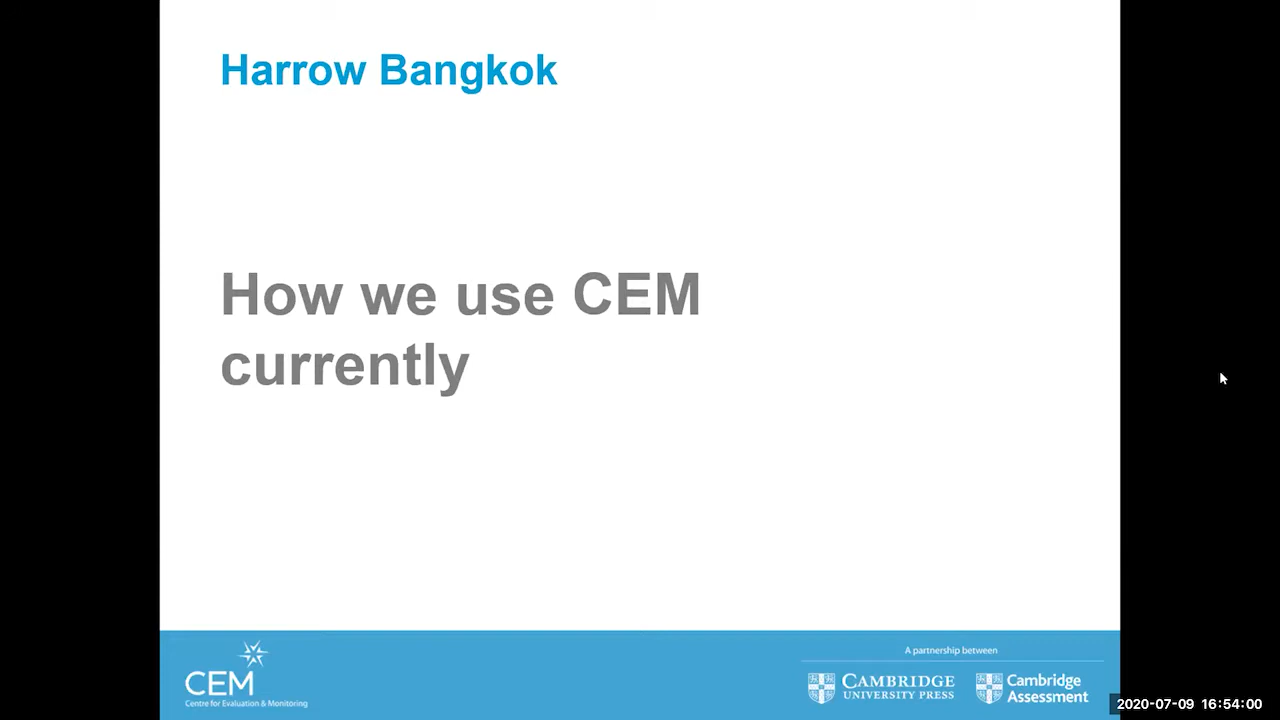 Harrow Bangkok
How we use CEM
currently
CEM
Centre for Evaluation & Monitoring
A partnership between
CAMBRIDGE
UNIVERSITY PRESS
Cambridge
Assessment
2020-07-09 16:54:00